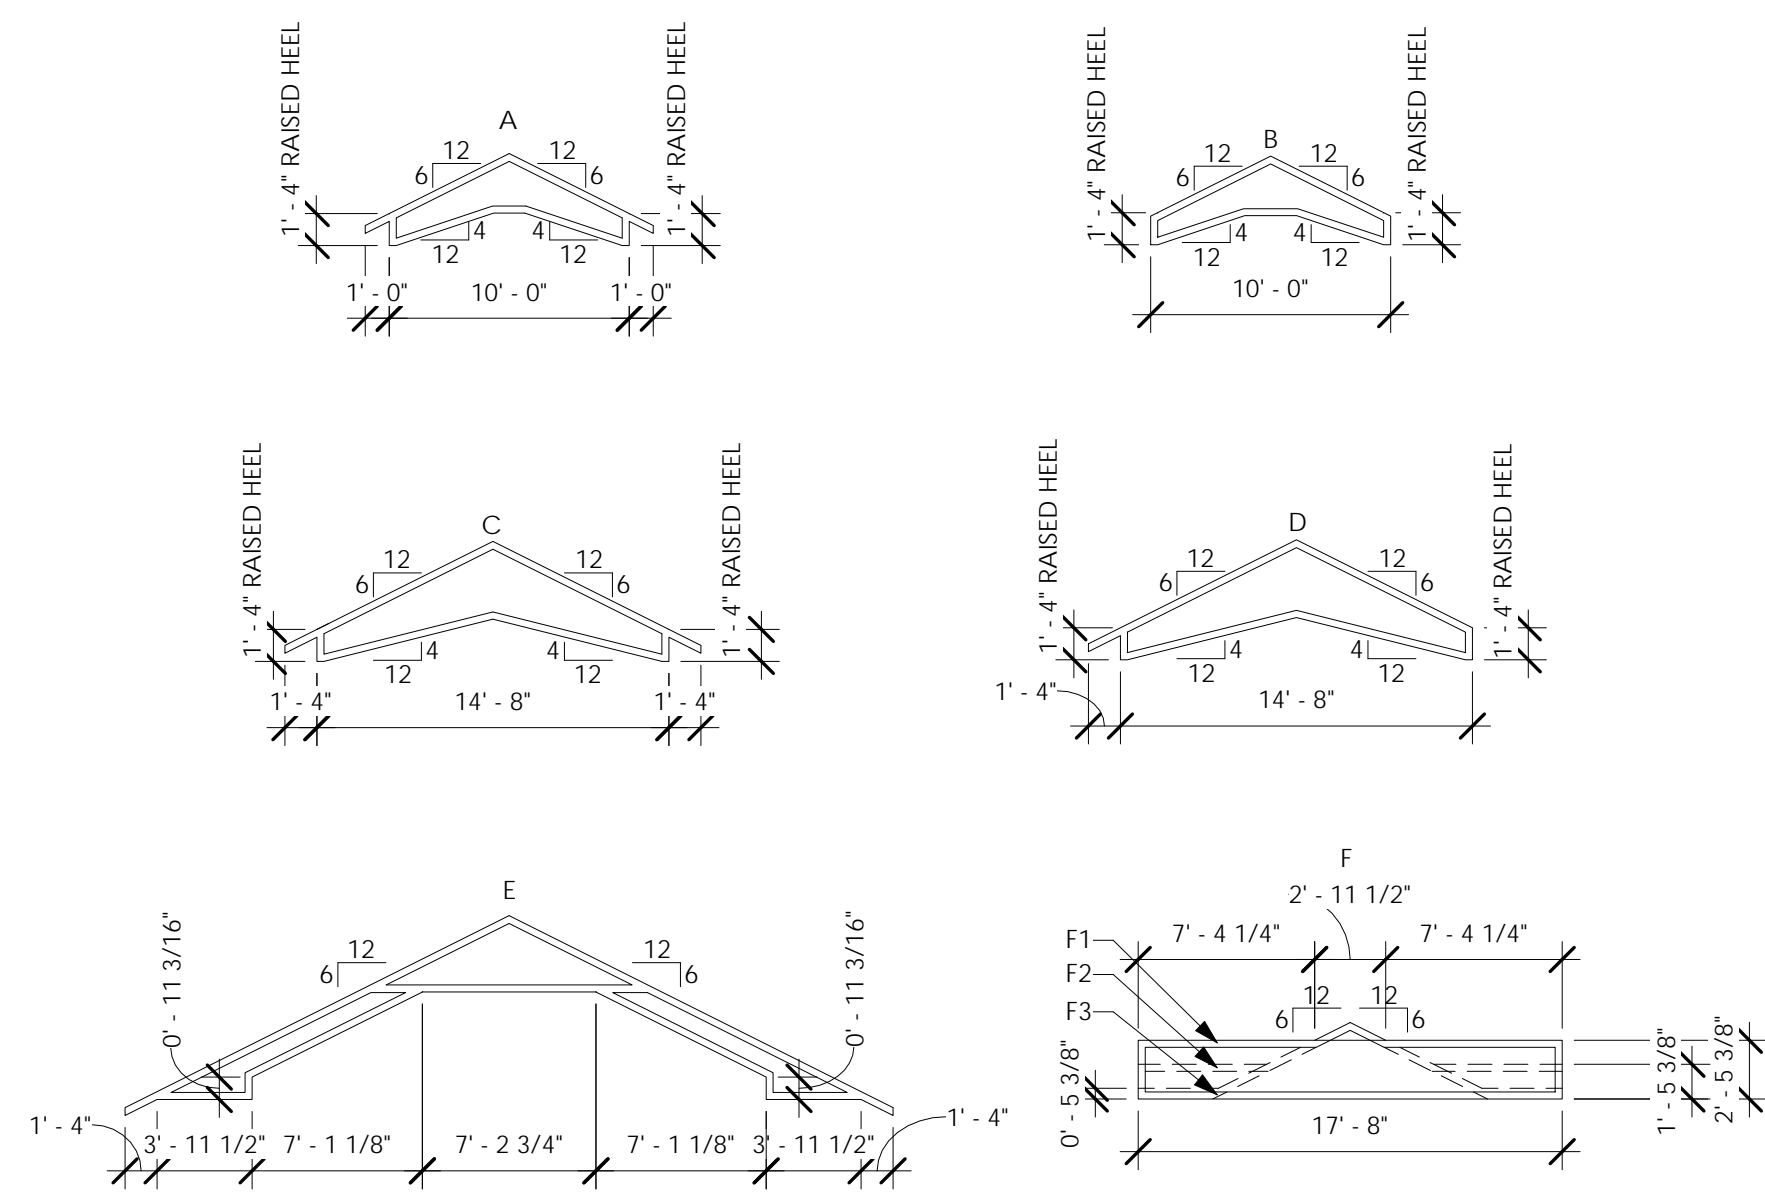 A
1' - 4" RAISED HEEL
1' - 4" RAISED HEEL
12
12
6
6
4
4
12
12
1' - 0"
10' - 0"
1' - 0"
B
1' - 4" RAISED HEEL
1' - 4" RAISED HEEL
12
12
6
6
4
4
12
12
10' - 0"
C
1' - 4" RAISED HEEL
1' - 4" RAISED HEEL
12
12
6
6
4
4
12
12
1' - 4"
14' - 8"
1' - 4"
D
1' - 4" RAISED HEEL
1' - 4" RAISED HEEL
12
12
6
6
4
4
12
12
1' - 4"
14' - 8"
E
0' - 11 3/16"
0' - 11 3/16"
12
12
6
6
1' - 4"
3' - 11 1/2"
7' - 1 1/8"
7' - 2 3/4"
7' - 1 1/8"
3' - 11 1/2"
1' - 4"
F
2' - 11 1/2"
F1
7' - 4 1/4"
7' - 4 1/4"
F2
12
12
F3
6
6
0' - 5 3/8"
1' - 5 3/8"
2' - 5 3/8"
17' - 8"